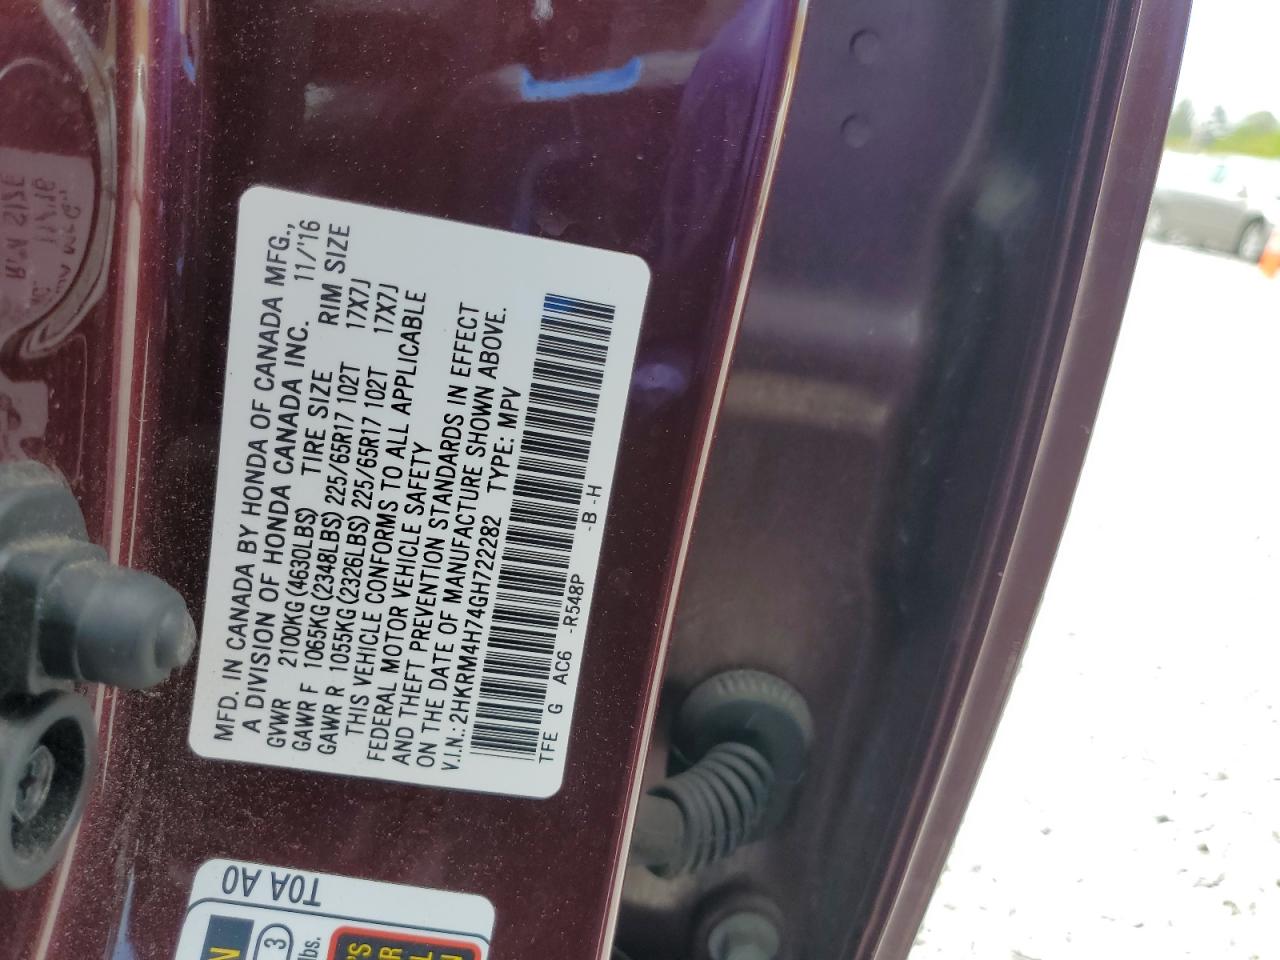 MFD. IN CANADA BY HONDA OF CANADA MFG.,
A DIVISION OF HONDA CANADA INC. 11/'16
GVWR 2100KG (4630LBS) TIRE SIZE RIM SIZE
GAWR F 1065KG (2348LBS) 225/65R17 102T 17X7J
GAWR R 1055KG (2326LBS) 225/65R17 102T 17X7J
THIS VEHICLE CONFORMS TO ALL APPLICABLE
FEDERAL MOTOR VEHICLE SAFETY
AND THEFT PREVENTION STANDARDS IN EFFECT
ON THE DATE OF MANUFACTURE SHOWN ABOVE.
V.I.N.: 2HKRM4H74GH722282 TYPE: MPV
TFE G AC6 -R548P -B -H
T0A A0
3
lbs.